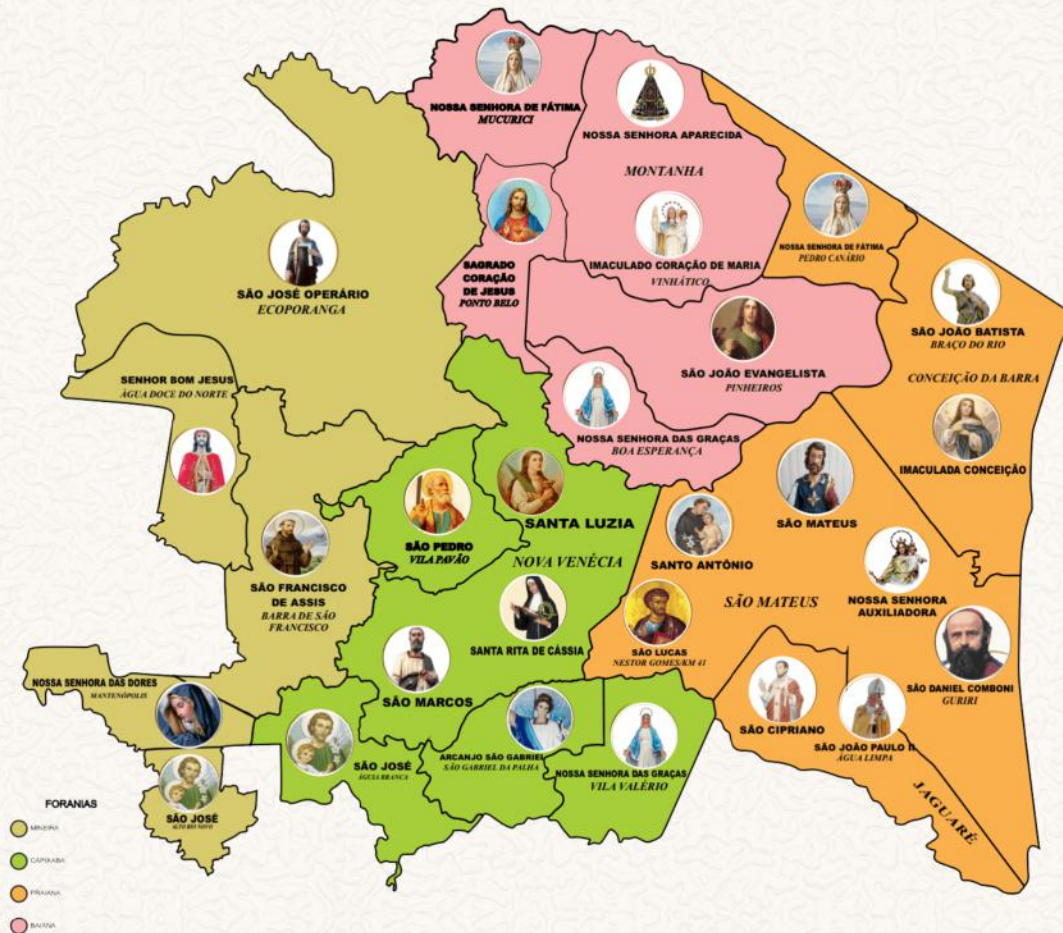 NOSSA SENHORA DE FÁTIMA
MUCURICI
NOSSA SENHORA APARECIDA
MONTANHA
IMACULADO CORAÇÃO DE MARIA
VINHÁTICO
NOSSA SENHORA DE FÁTIMA
PEDRO CANÁRIO
SAGRADO
CORAÇÃO
DE JESUS
PONTO BELO
SÃO JOSÉ OPERÁRIO
ECOPORANGA
SÃO JOÃO BATISTA
BRAÇO DO RIO
CONCEIÇÃO DA BARRA
IMACULADA CONCEIÇÃO
SÃO JOÃO EVANGELISTA
PINHEIROS
SENHOR BOM JESUS
ÁGUA DOCE DO NORTE
NOSSA SENHORA DAS GRAÇAS
BOA ESPERANÇA
SANTA LUZIA
NOVA VENÉCIA
SÃO PEDRO
VILA PAVÃO
SÃO MATEUS
SANTO ANTÔNIO
SÃO MATEUS
NOSSA SENHORA
AUXILIADORA
SÃO FRANCISCO
DE ASSIS
BARRA DE SÃO
FRANCISCO
SANTA RITA DE CÁSSIA
SÃO LUCAS
NESTOR GOMES/KM 41
SÃO DANIEL COMBONI
GURIRI
NOSSA SENHORA DAS DORES
MANTENÓPOLIS
SÃO MARCOS
SÃO CIPRIANO
SÃO JOÃO PAULO II
ÁGUA LIMPA
JAGUARÉ
SÃO JOSÉ
ÁGUIA BRANCA
ARCANJO SÃO GABRIEL
SÃO GABRIEL DA PALHA
NOSSA SENHORA DAS GRAÇAS
VILA VALÉRIO
SÃO JOSÉ
ALTO RIO NOVO
FORANIAS
MINEIRA
CAPIXABA
PRAIANA
BAIANA